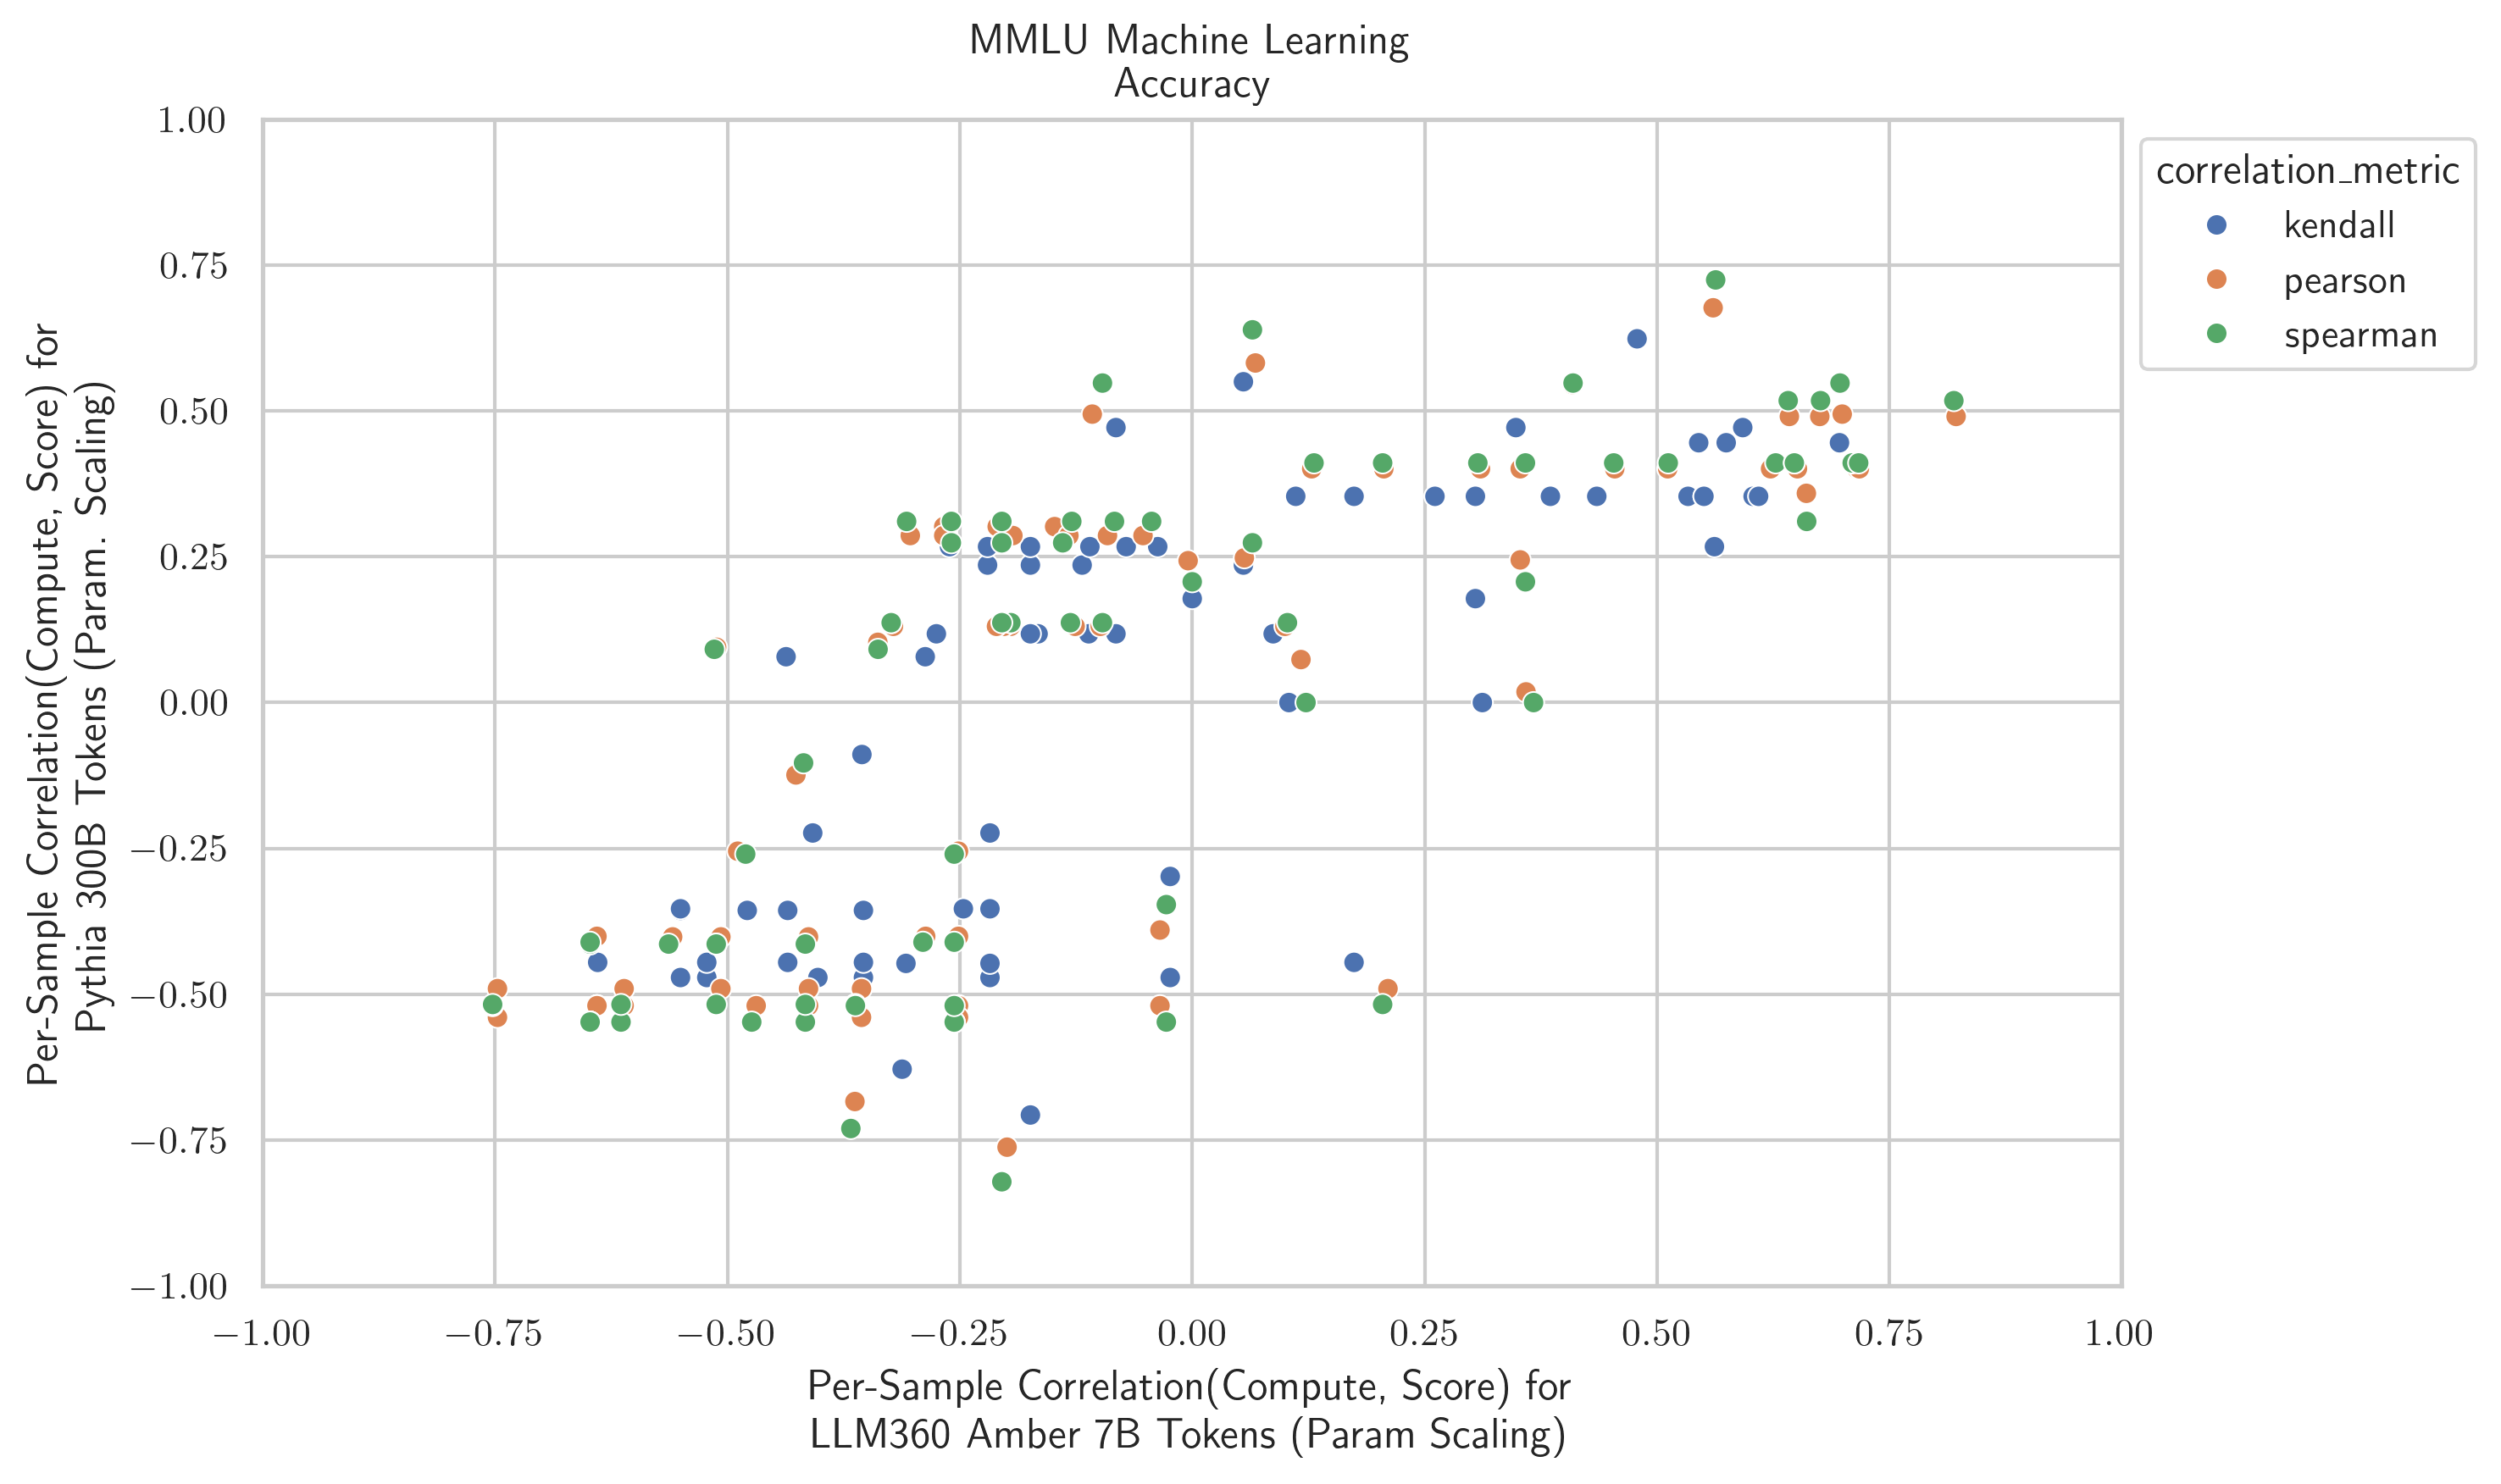 MMLU Machine Learning
Accuracy
1.00
0.75
0.50
0.25
0.00
−0.25
−0.50
−0.75
−1.00
Per-Sample Correlation(Compute, Score) for
Pythia 300B Tokens (Param. Scaling)
correlation_metric
kendall
pearson
spearman
−1.00 −0.75 −0.50 −0.25 0.00 0.25 0.50 0.75 1.00
Per-Sample Correlation(Compute, Score) for
LLM360 Amber 7B Tokens (Param Scaling)